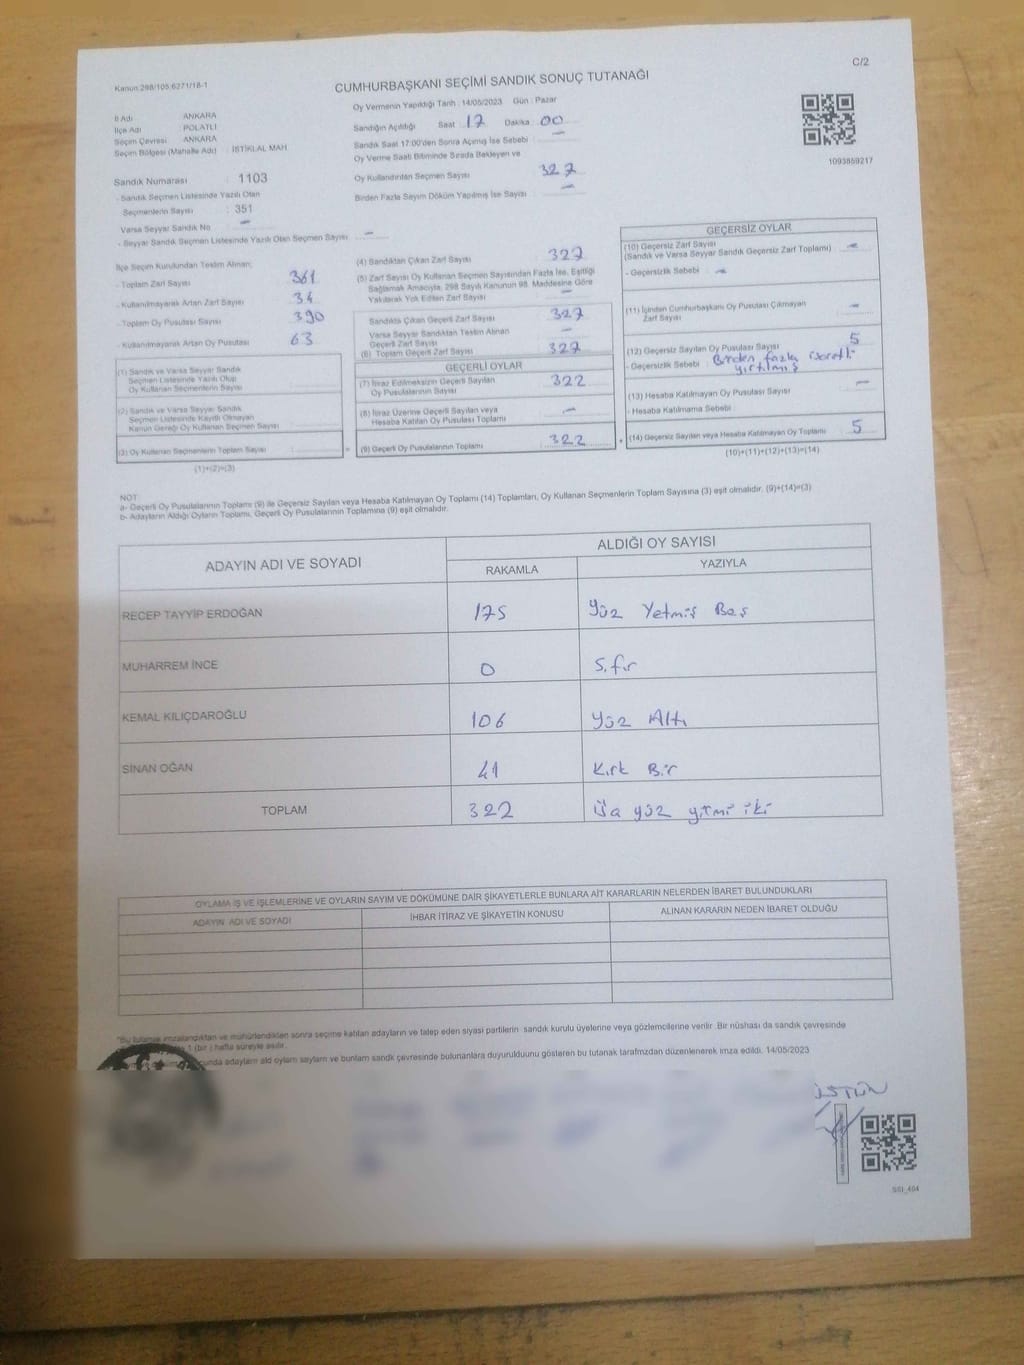 C/2
Kanun 298/105 6271/18-1
CUMHURBAŞKANI SEÇİMİ SANDIK SONUÇ TUTANAĞI
Oy Vermenin Yapıldığı Tarih : 14/05/2023 Gün : Pazar
İl Adı ANKARA
İlçe Adı POLATLI
Seçim Çevresi ANKARA
Seçim Bölgesi (Mahalle Adı) : İSTİKLAL MAH
Sandığın Açıldığı Saat : 17 Dakika : 00
Sandık Saat 17:00'den Sonra Açımış İse Sebebi : —
Oy Verme Saati Bitiminde Sırada Bekleyen ve
Oy Kullandırılan Seçmen Sayısı : 327
Birden Fazla Sayım Döküm Yapılmış İse Sayısı : —
1093859217
Sandık Numarası : 1103
- Sandık Seçmen Listesinde Yazılı Olan
Seçmenlerin Sayısı : 351
Varsa Seyyar Sandık No : —
- Seyyar Sandık Seçmen Listesinde Yazılı Olan Seçmen Sayısı : —
İlçe Seçim Kurulundan Teslim Alınan;
- Toplam Zarf Sayısı : 361
- Kullanılmayarak Artan Zarf Sayısı : 34
- Toplam Oy Pusulası Sayısı : 390
- Kullanılmayarak Artan Oy Pusulası : 63
(1) Sandık ve Varsa Seyyar Sandık
Seçmen Listesinde Yazılı Olup
Oy Kullanan Seçmenlerin Sayısı
(2) Sandık ve Varsa Seyyar Sandık
Seçmen Listesinde Kayıtlı Olmayan
Kanun Gereği Oy Kullanan Seçmen Sayısı
(3) Oy Kullanan Seçmenlerin Toplam Sayısı
(1)+(2)=(3)
(4) Sandıktan Çıkan Zarf Sayısı : 327
(5) Zarf Sayısı Oy Kullanan Seçmen Sayısından Fazla İse, Eşitliği
Sağlamak Amacıyla, 298 Sayılı Kanunun 98. Maddesine Göre
Yakılarak Yok Edilen Zarf Sayısı : —
Sandıkta Çıkan Geçerli Zarf Sayısı : 327
Varsa Seyyar Sandıktan Teslim Alınan
Geçerli Zarf Sayısı : —
(6) Toplam Geçerli Zarf Sayısı : 327
GEÇERLİ OYLAR
(7) İtiraz Edilmeksizin Geçerli Sayılan
Oy Pusulasının Sayısı : 322
(8) İtiraz Üzerine Geçerli Sayılan veya
Hesaba Katılan Oy Pusulası Toplamı : —
(9) Geçerli Oy Pusulalarının Toplamı : 322
GEÇERSİZ OYLAR
(10) Geçersiz Zarf Sayısı
(Sandık ve Varsa Seyyar Sandık Geçersiz Zarf Toplamı) : —
- Geçersizlik Sebebi : —
(11) İçinden Cumhurbaşkanı Oy Pusulası Çıkmayan
Zarf Sayısı : —
(12) Geçersiz Sayılan Oy Pusulası Sayısı : 5
- Geçersizlik Sebebi : Birden fazla işaretli
yırtılmış
(13) Hesaba Katılmayan Oy Pusulası Sayısı : —
- Hesaba Katılmama Sebebi :
(14) Geçersiz Sayılan veya Hesaba Katılmayan Oy Toplamı : 5
(10)+(11)+(12)+(13)=(14)
NOT
a- Geçerli Oy Pusulalarının Toplamı (9) ile Geçersiz Sayılan veya Hesaba Katılmayan Oy Toplamı (14) Toplamları, Oy Kullanan Seçmenlerin Toplam Sayısına (3) eşit olmalıdır. (9)+(14)=(3)
b- Adayların Aldığı Oyların Toplamı, Geçerli Oy Pusulalarının Toplamına (9) eşit olmalıdır.
ADAYIN ADI VE SOYADI ALDIĞI OY SAYISI
RAKAMLA YAZIYLA
RECEP TAYYİP ERDOĞAN 175 Yüz Yetmiş Beş
MUHARREM İNCE 0 Sıfır
KEMAL KILIÇDAROĞLU 106 Yüz Altı
SİNAN OĞAN 41 Kırk Bir
TOPLAM 322 yüz yirmi iki
OYLAMA İŞ VE İŞLEMLERİNE VE OYLARIN SAYIM VE DÖKÜMÜNE DAİR ŞİKAYETLERLE BUNLARA AİT KARARLARIN NELERDEN İBARET BULUNDUKLARI
ADAYIN ADI VE SOYADI İHBAR İTİRAZ VE ŞİKAYETİN KONUSU ALINAN KARARIN NEDEN İBARET OLDUĞU
"Bu tutanak imzalandıktan ve mühürlendikten sonra seçime katılan adayların ve talep eden siyasi partilerin sandık kurulu üyelerine veya gözlemcilerine verilir. Bir nüshası da sandık çevresinde
1 (bir) hafta süreyle asılır.
adayların ald oyların sayların ve bunların sandık çevresinde bulunanlara duyurulduunu gösteren bu tutanak tarafmzdan düzenlenerek imza edildi. 14/05/2023
ÜSTÜN